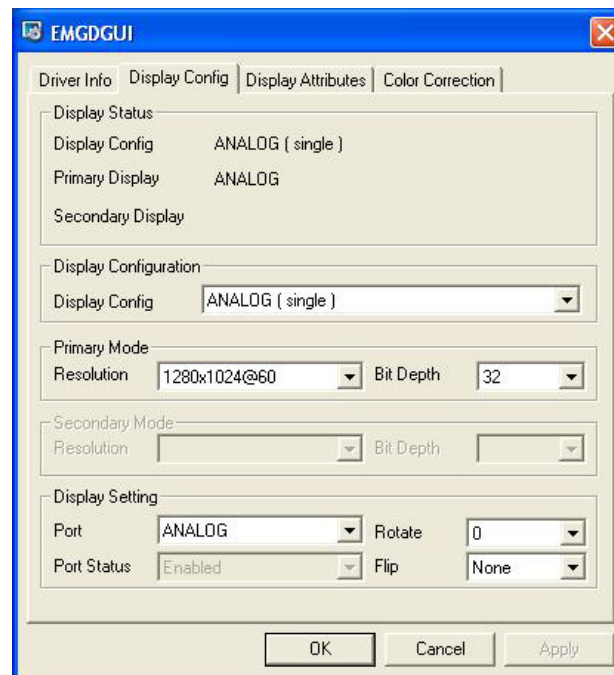 EMGDGUI
Driver Info Display Config Display Attributes Color Correction
Display Status
Display Config ANALOG ( single )
Primary Display ANALOG
Secondary Display
Display Configuration
Display Config ANALOG ( single )
Primary Mode
Resolution 1280x1024@60 Bit Depth 32
Secondary Mode
Resolution Bit Depth
Display Setting
Port ANALOG Rotate 0
Port Status Enabled Flip None
OK Cancel Apply